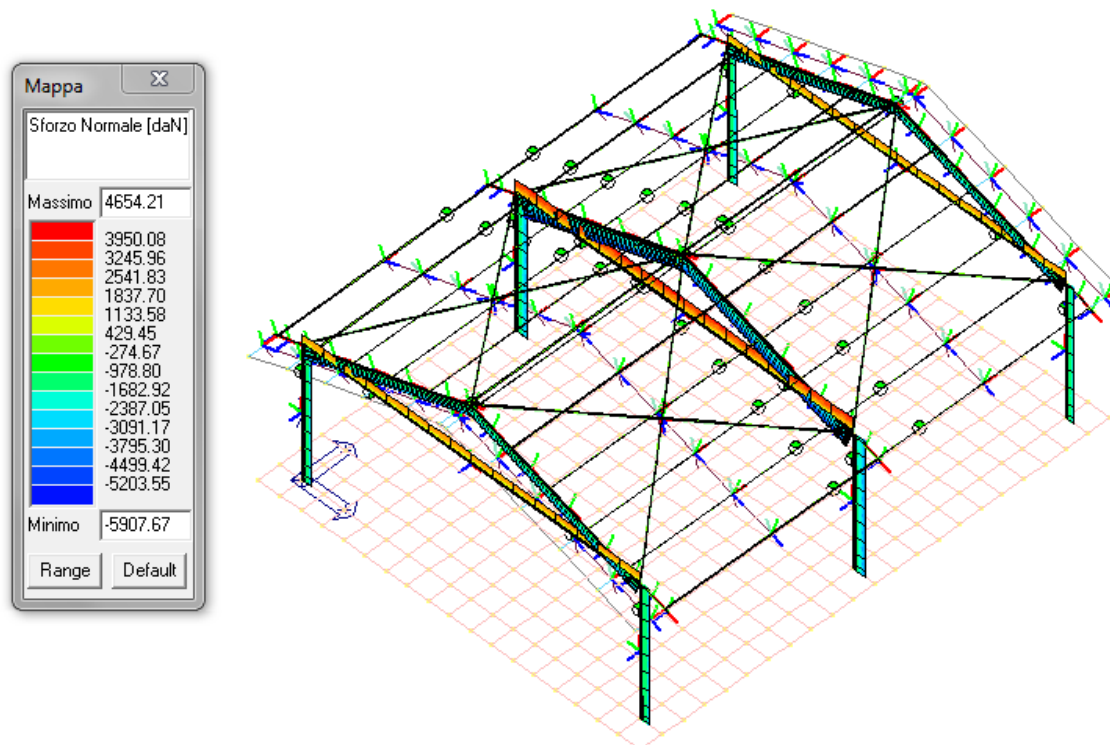 Mappa
Sforzo Normale [daN]
Massimo 4654.21
3950.08
3245.96
2541.83
1837.70
1133.58
429.45
-274.67
-978.80
-1682.92
-2387.05
-3091.17
-3795.30
-4499.42
-5203.55
Minimo -5907.67
Range Default